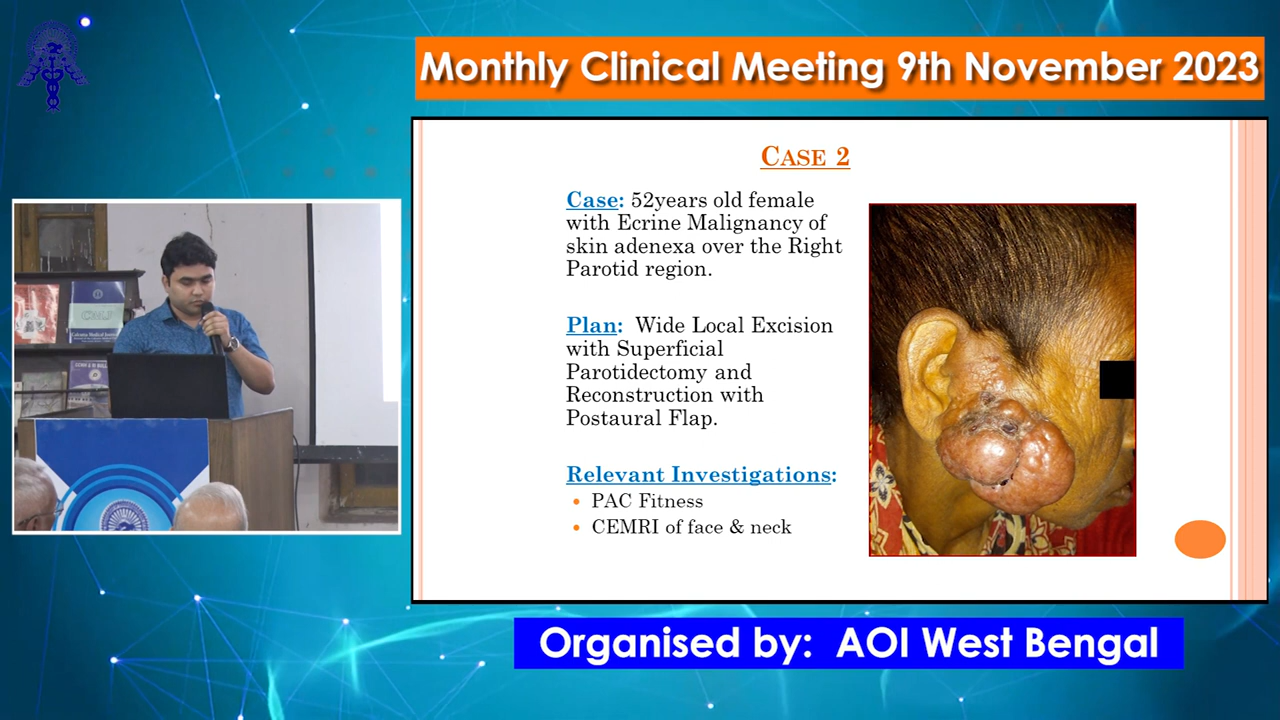 Monthly Clinical Meeting 9th November 2023
CASE 2
Case: 52years old female
with Ecrine Malignancy of
skin adenexa over the Right
Parotid region.
Plan: Wide Local Excision
with Superficial
Parotidectomy and
Reconstruction with
Postaural Flap.
Relevant Investigations:
• PAC Fitness
• CEMRI of face & neck
CMJ
Organised by: AOI West Bengal